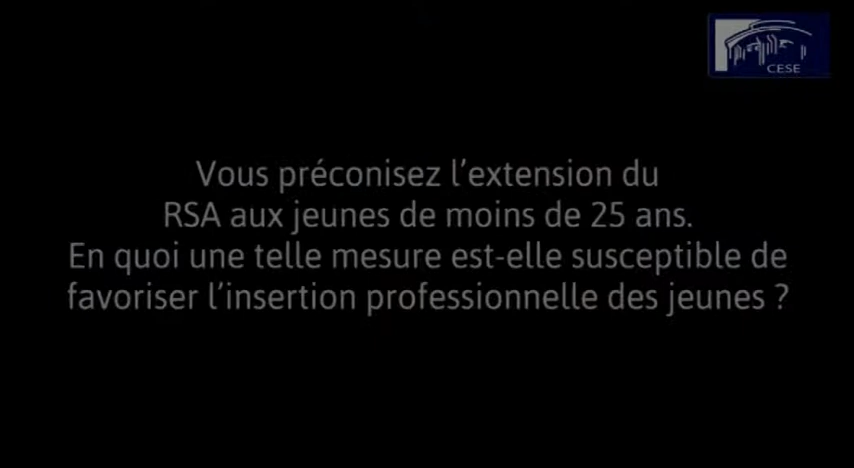 CESE
Vous préconisez l'extension du
RSA aux jeunes de moins de 25 ans.
En quoi une telle mesure est-elle susceptible de
favoriser l'insertion professionnelle des jeunes ?